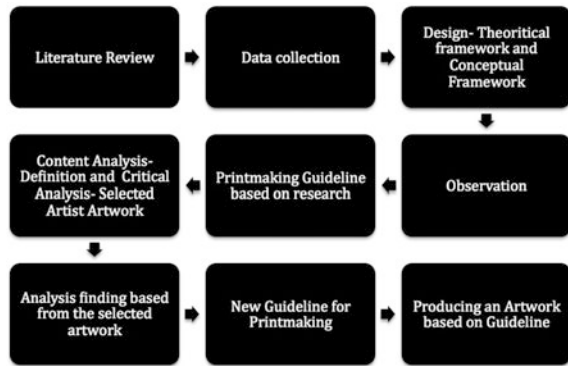 Literature Review
Data collection
Design- Theoritical
framework and
Conceptual
Framework
Observation
Printmaking Guideline
based on research
Content Analysis-
Definition and Critical
Analysis- Selected
Artist Artwork
Analysis finding based
from the selected
artwork
New Guideline for
Printmaking
Producing an Artwork
based on Guideline